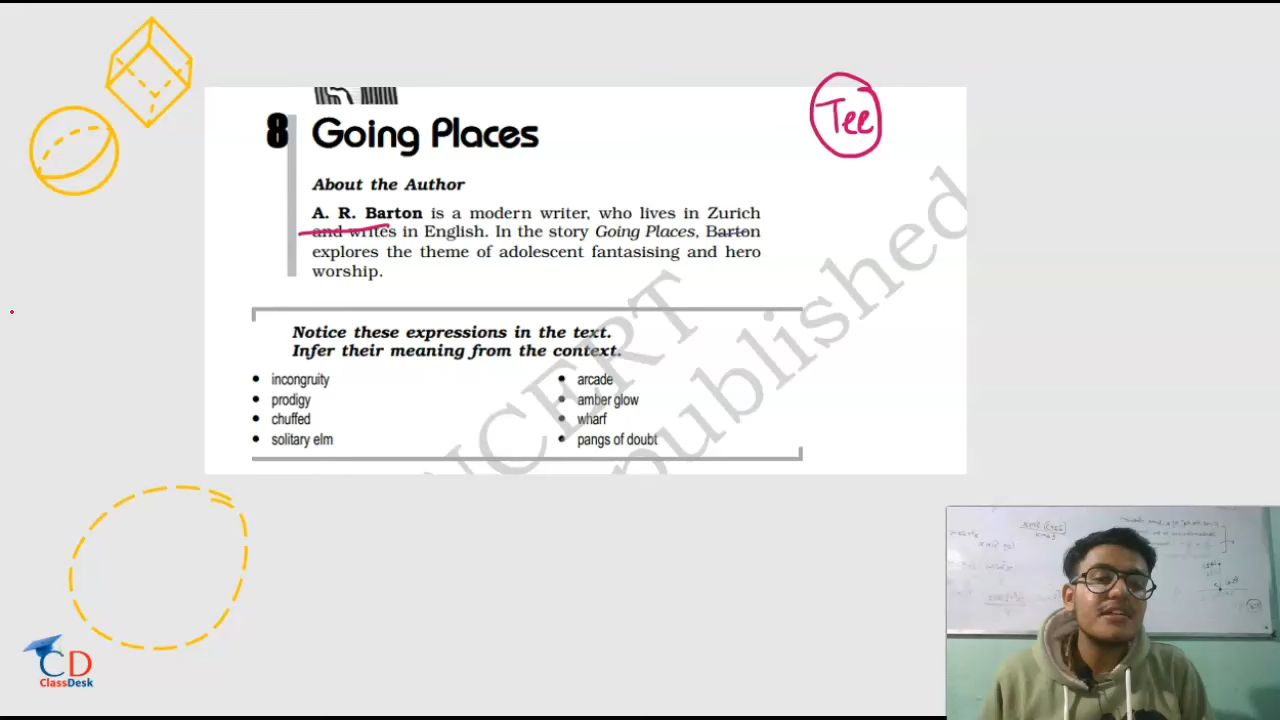 Tee
8 Going Places
About the Author
A. R. Barton is a modern writer, who lives in Zurich
and writes in English. In the story Going Places, Barton
explores the theme of adolescent fantasising and hero
worship.
Notice these expressions in the text.
Infer their meaning from the context.
• incongruity
• prodigy
• chuffed
• solitary elm
• arcade
• amber glow
• wharf
• pangs of doubt
NCERT
published
CD
ClassDesk